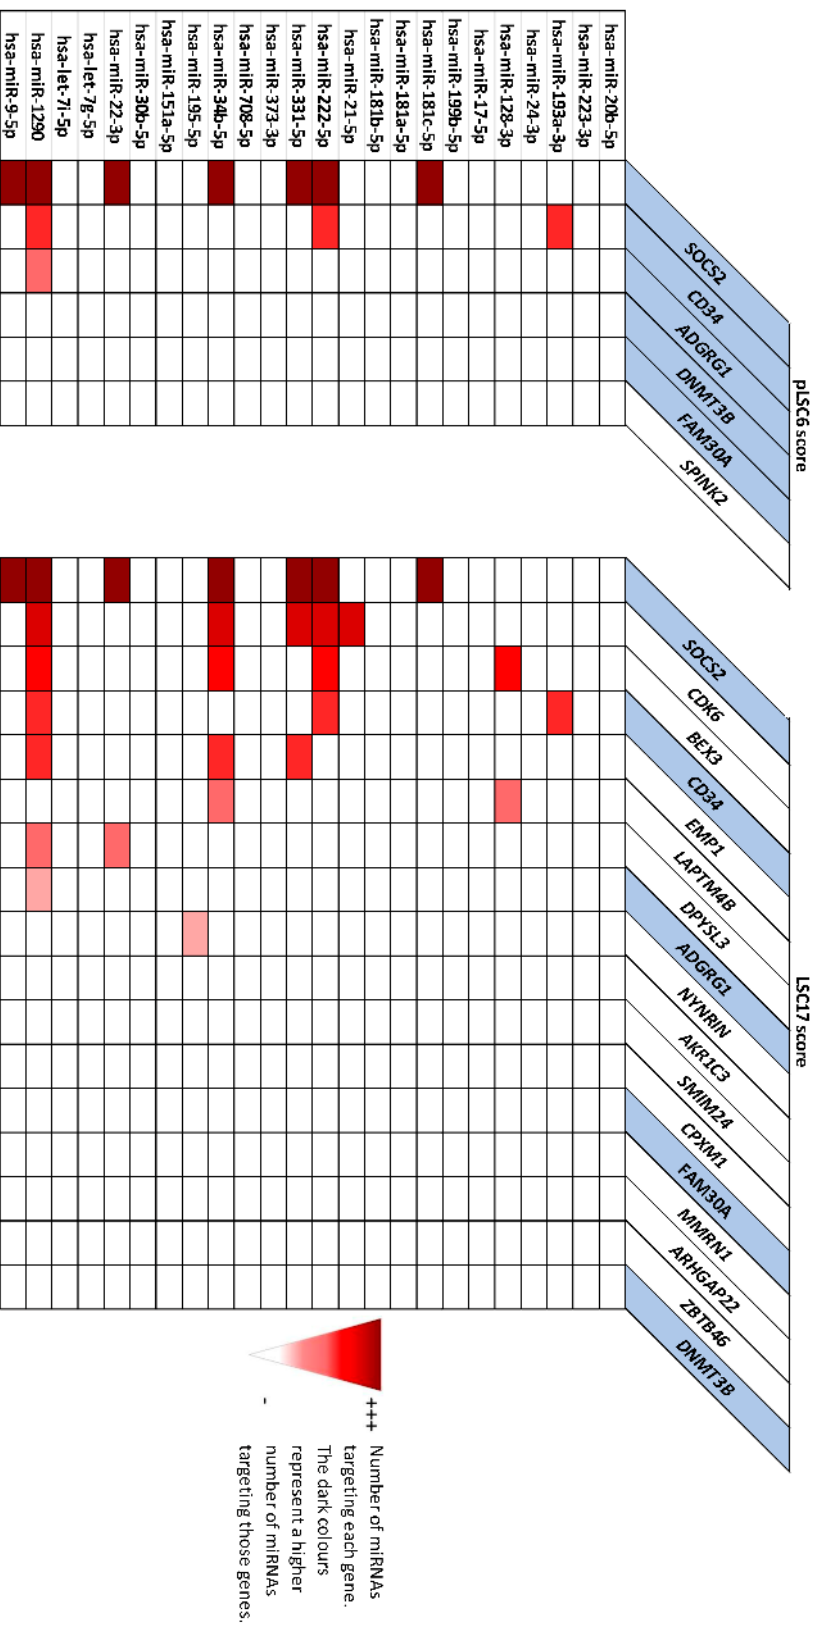 pLSC6 score
SOCS2
CD34
ADGRG1
DNMT3B
FAM30A
SPINK2
LSC17 score
SOCS2
CDK6
BEX3
CD34
EMP1
LAPTM4B
DPYSL3
ADGRG1
NYNRIN
AKR1C3
SMIM24
CPXM1
FAM30A
MMRN1
ARHGAP22
ZBTB46
DNMT3B
hsa-miR-20b-5p
hsa-miR-223-3p
hsa-miR-193a-3p
hsa-miR-24-3p
hsa-miR-128-3p
hsa-miR-17-5p
hsa-miR-199b-5p
hsa-miR-181c-5p
hsa-miR-181a-5p
hsa-miR-181b-5p
hsa-miR-21-5p
hsa-miR-222-5p
hsa-miR-331-5p
hsa-miR-373-3p
hsa-miR-708-5p
hsa-miR-34b-5p
hsa-miR-195-5p
hsa-miR-151a-5p
hsa-miR-30b-5p
hsa-miR-22-3p
hsa-let-7g-5p
hsa-let-7i-5p
hsa-miR-1290
hsa-miR-9-5p
+++
-
Number of miRNAs
targeting each gene.
The dark colours
represent a higher
number of miRNAs
targeting those genes.